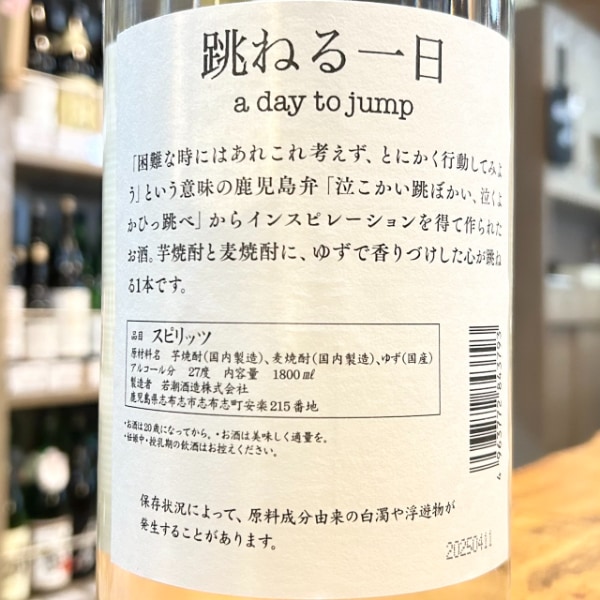 跳ねる一日
a day to jump
「困難な時にはあれこれ考えず、とにかく行動してみよ
う」という意味の鹿児島弁「泣こかい跳ぼかい、泣くよ
かひっ跳べ」からインスピレーションを得て作られた
お酒。芋焼酎と麦焼酎に、ゆずで香りづけした心が跳ね
る1本です。
品目 スピリッツ
原材料名 芋焼酎(国内製造)、麦焼酎(国内製造)、ゆず(国産)
アルコール分 27度 内容量 1800㎖
製造者 若潮酒造株式会社
鹿児島県志布志市志布志町安楽215番地
・お酒は20歳になってから。・お酒は美味しく適量を。
・妊娠中・授乳期の飲酒はお控えください。
4 963772 843793
保存状況によって、原料成分由来の白濁や浮遊物が
発生することがあります。
20250411